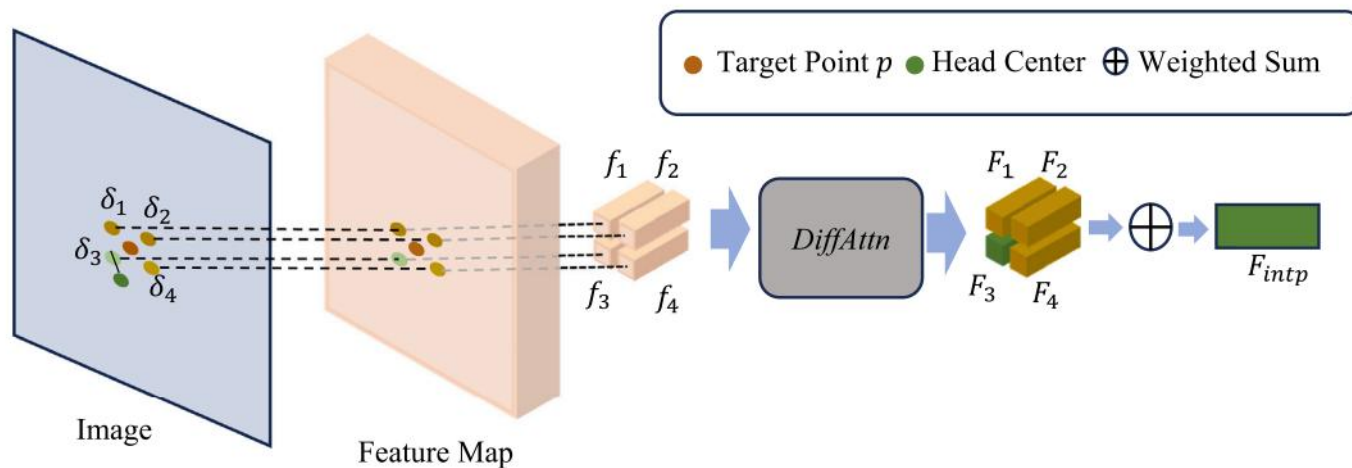 Target Point p Head Center Weighted Sum
δ1 δ2
δ3 δ4
f1 f2
f3 f4
DiffAttn
F1 F2
F3 F4
Fintp
Image
Feature Map